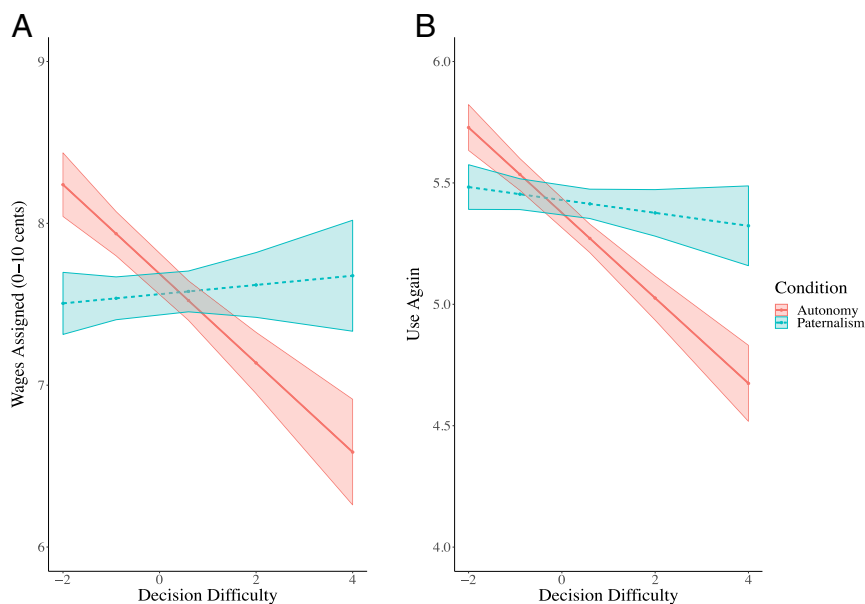 A
B
9
8
7
6
Wages Assigned (0−10 cents)
−2
0
2
4
Decision Difficulty
6.0
5.5
5.0
4.5
4.0
Use Again
−2
0
2
4
Decision Difficulty
Condition
Autonomy
Paternalism